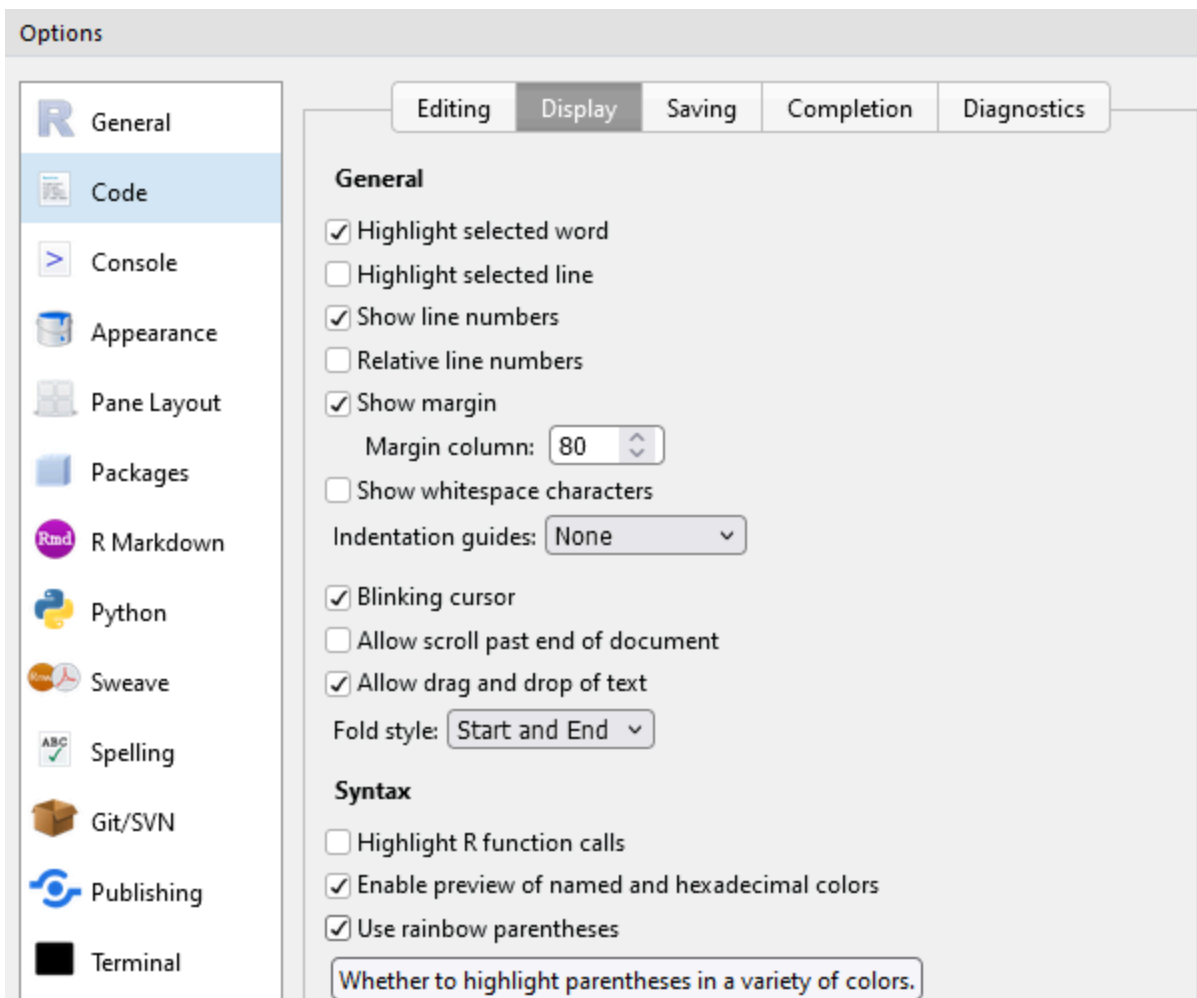 Options
General
Code
Console
Appearance
Pane Layout
Packages
R Markdown
Python
Sweave
Spelling
Git/SVN
Publishing
Terminal
Editing Display Saving Completion Diagnostics
General
Highlight selected word
Highlight selected line
Show line numbers
Relative line numbers
Show margin
Margin column: 80
Show whitespace characters
Indentation guides: None
Blinking cursor
Allow scroll past end of document
Allow drag and drop of text
Fold style: Start and End
Syntax
Highlight R function calls
Enable preview of named and hexadecimal colors
Use rainbow parentheses
Whether to highlight parentheses in a variety of colors.